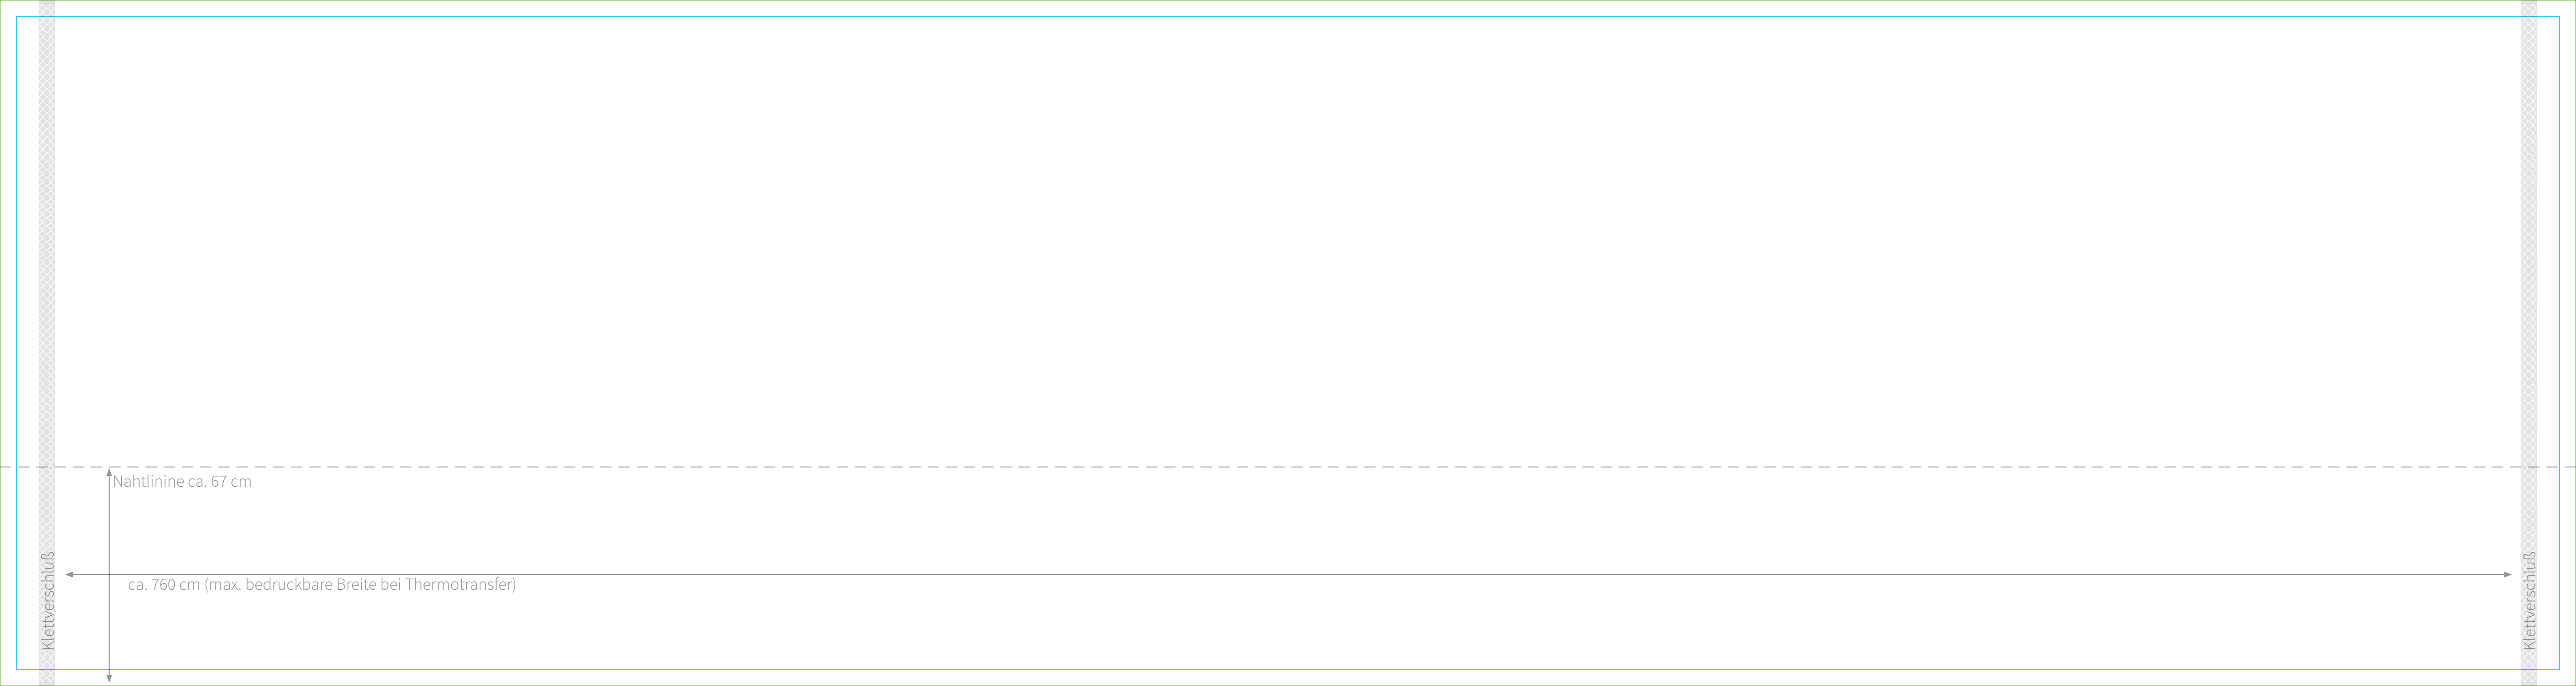 Nahtlinine ca. 67 cm
ca. 760 cm (max. bedruckbare Breite bei Thermotransfer)
Klettverschluß
Klettverschluß